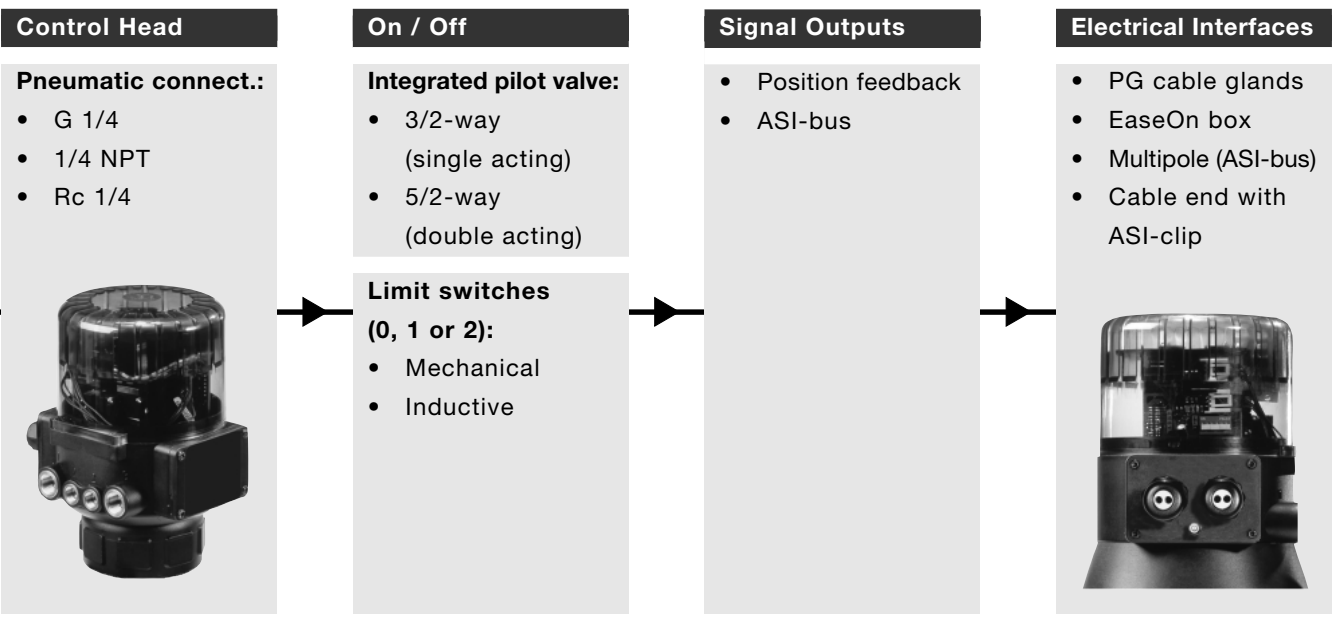 Control Head
Pneumatic connect.:
• G 1/4
• 1/4 NPT
• Rc 1/4
On / Off
Integrated pilot valve:
• 3/2-way
(single acting)
• 5/2-way
(double acting)
Limit switches
(0, 1 or 2):
• Mechanical
• Inductive
Signal Outputs
• Position feedback
• ASI-bus
Electrical Interfaces
• PG cable glands
• EaseOn box
• Multipole (ASI-bus)
• Cable end with
ASI-clip